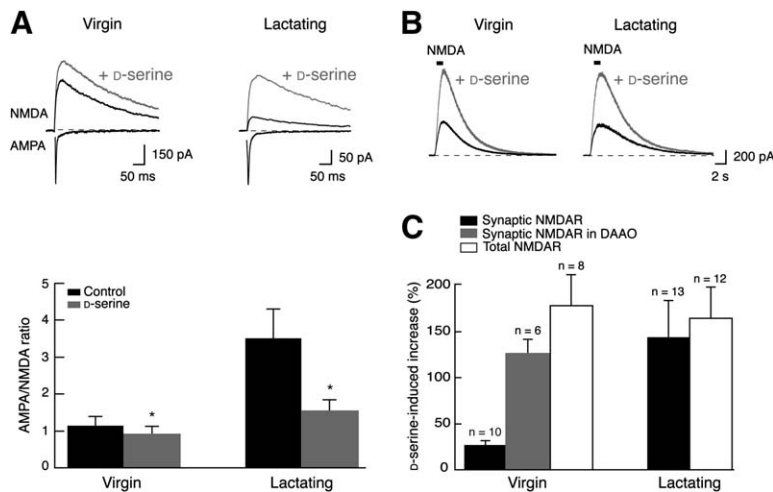 A
Virgin
Lactating
+ D-serine
+ D-serine
NMDA
AMPA
150 pA
50 ms
50 pA
50 ms
B
Virgin
Lactating
NMDA
NMDA
+ D-serine
+ D-serine
200 pA
2 s
AMPA/NMDA ratio
5
4
3
2
1
0
Control
D-serine
*
*
Virgin
Lactating
C
Synaptic NMDAR
Synaptic NMDAR in DAAO
Total NMDAR
D-serine-induced increase (%)
200
150
100
50
0
n = 10
n = 6
n = 8
n = 13
n = 12
Virgin
Lactating